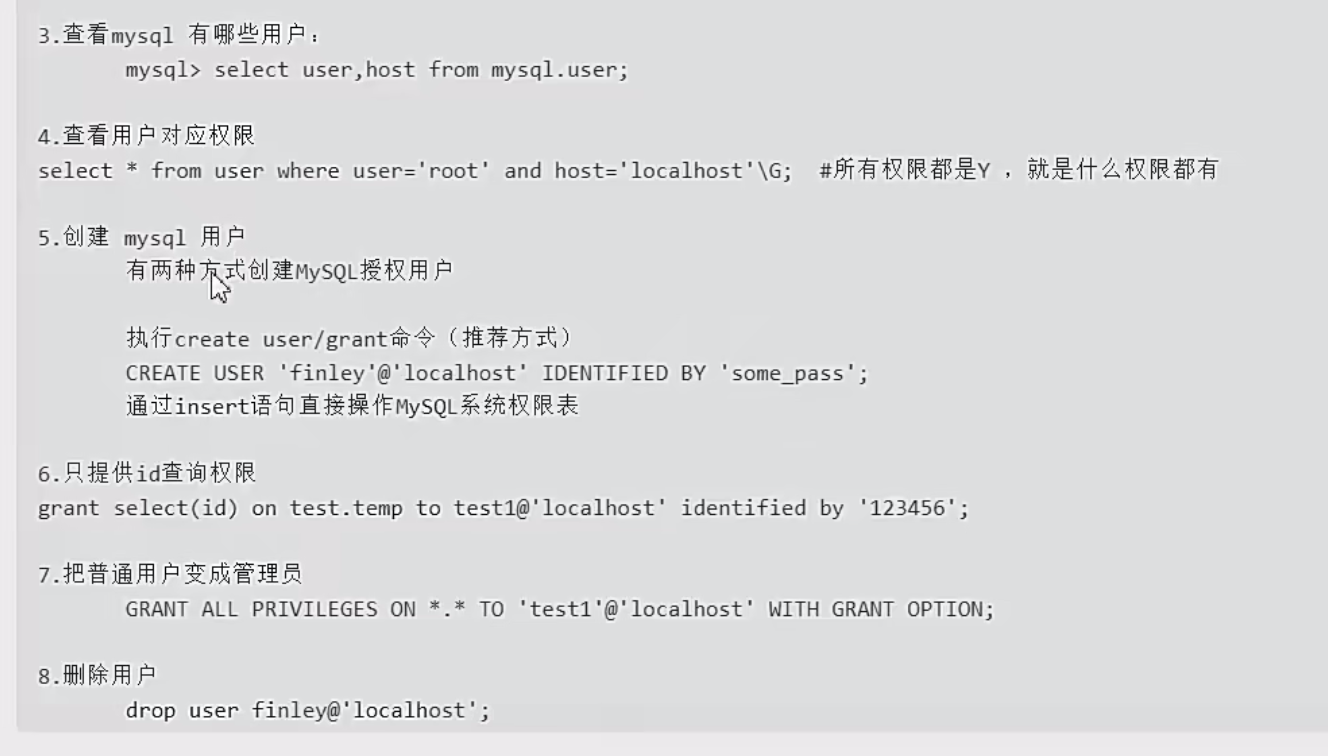 3.查看mysql 有哪些用户：
mysql> select user,host from mysql.user;
4.查看用户对应权限
select * from user where user='root' and host='localhost'\G;  #所有权限都是Y ，就是什么权限都有
5.创建 mysql 用户
有两种方式创建MySQL授权用户
执行create user/grant命令（推荐方式）
CREATE USER 'finley'@'localhost' IDENTIFIED BY 'some_pass';
通过insert语句直接操作MySQL系统权限表
6.只提供id查询权限
grant select(id) on test.temp to test1@'localhost' identified by '123456';
7.把普通用户变成管理员
GRANT ALL PRIVILEGES ON *.* TO 'test1'@'localhost' WITH GRANT OPTION;
8.删除用户
drop user finley@'localhost';